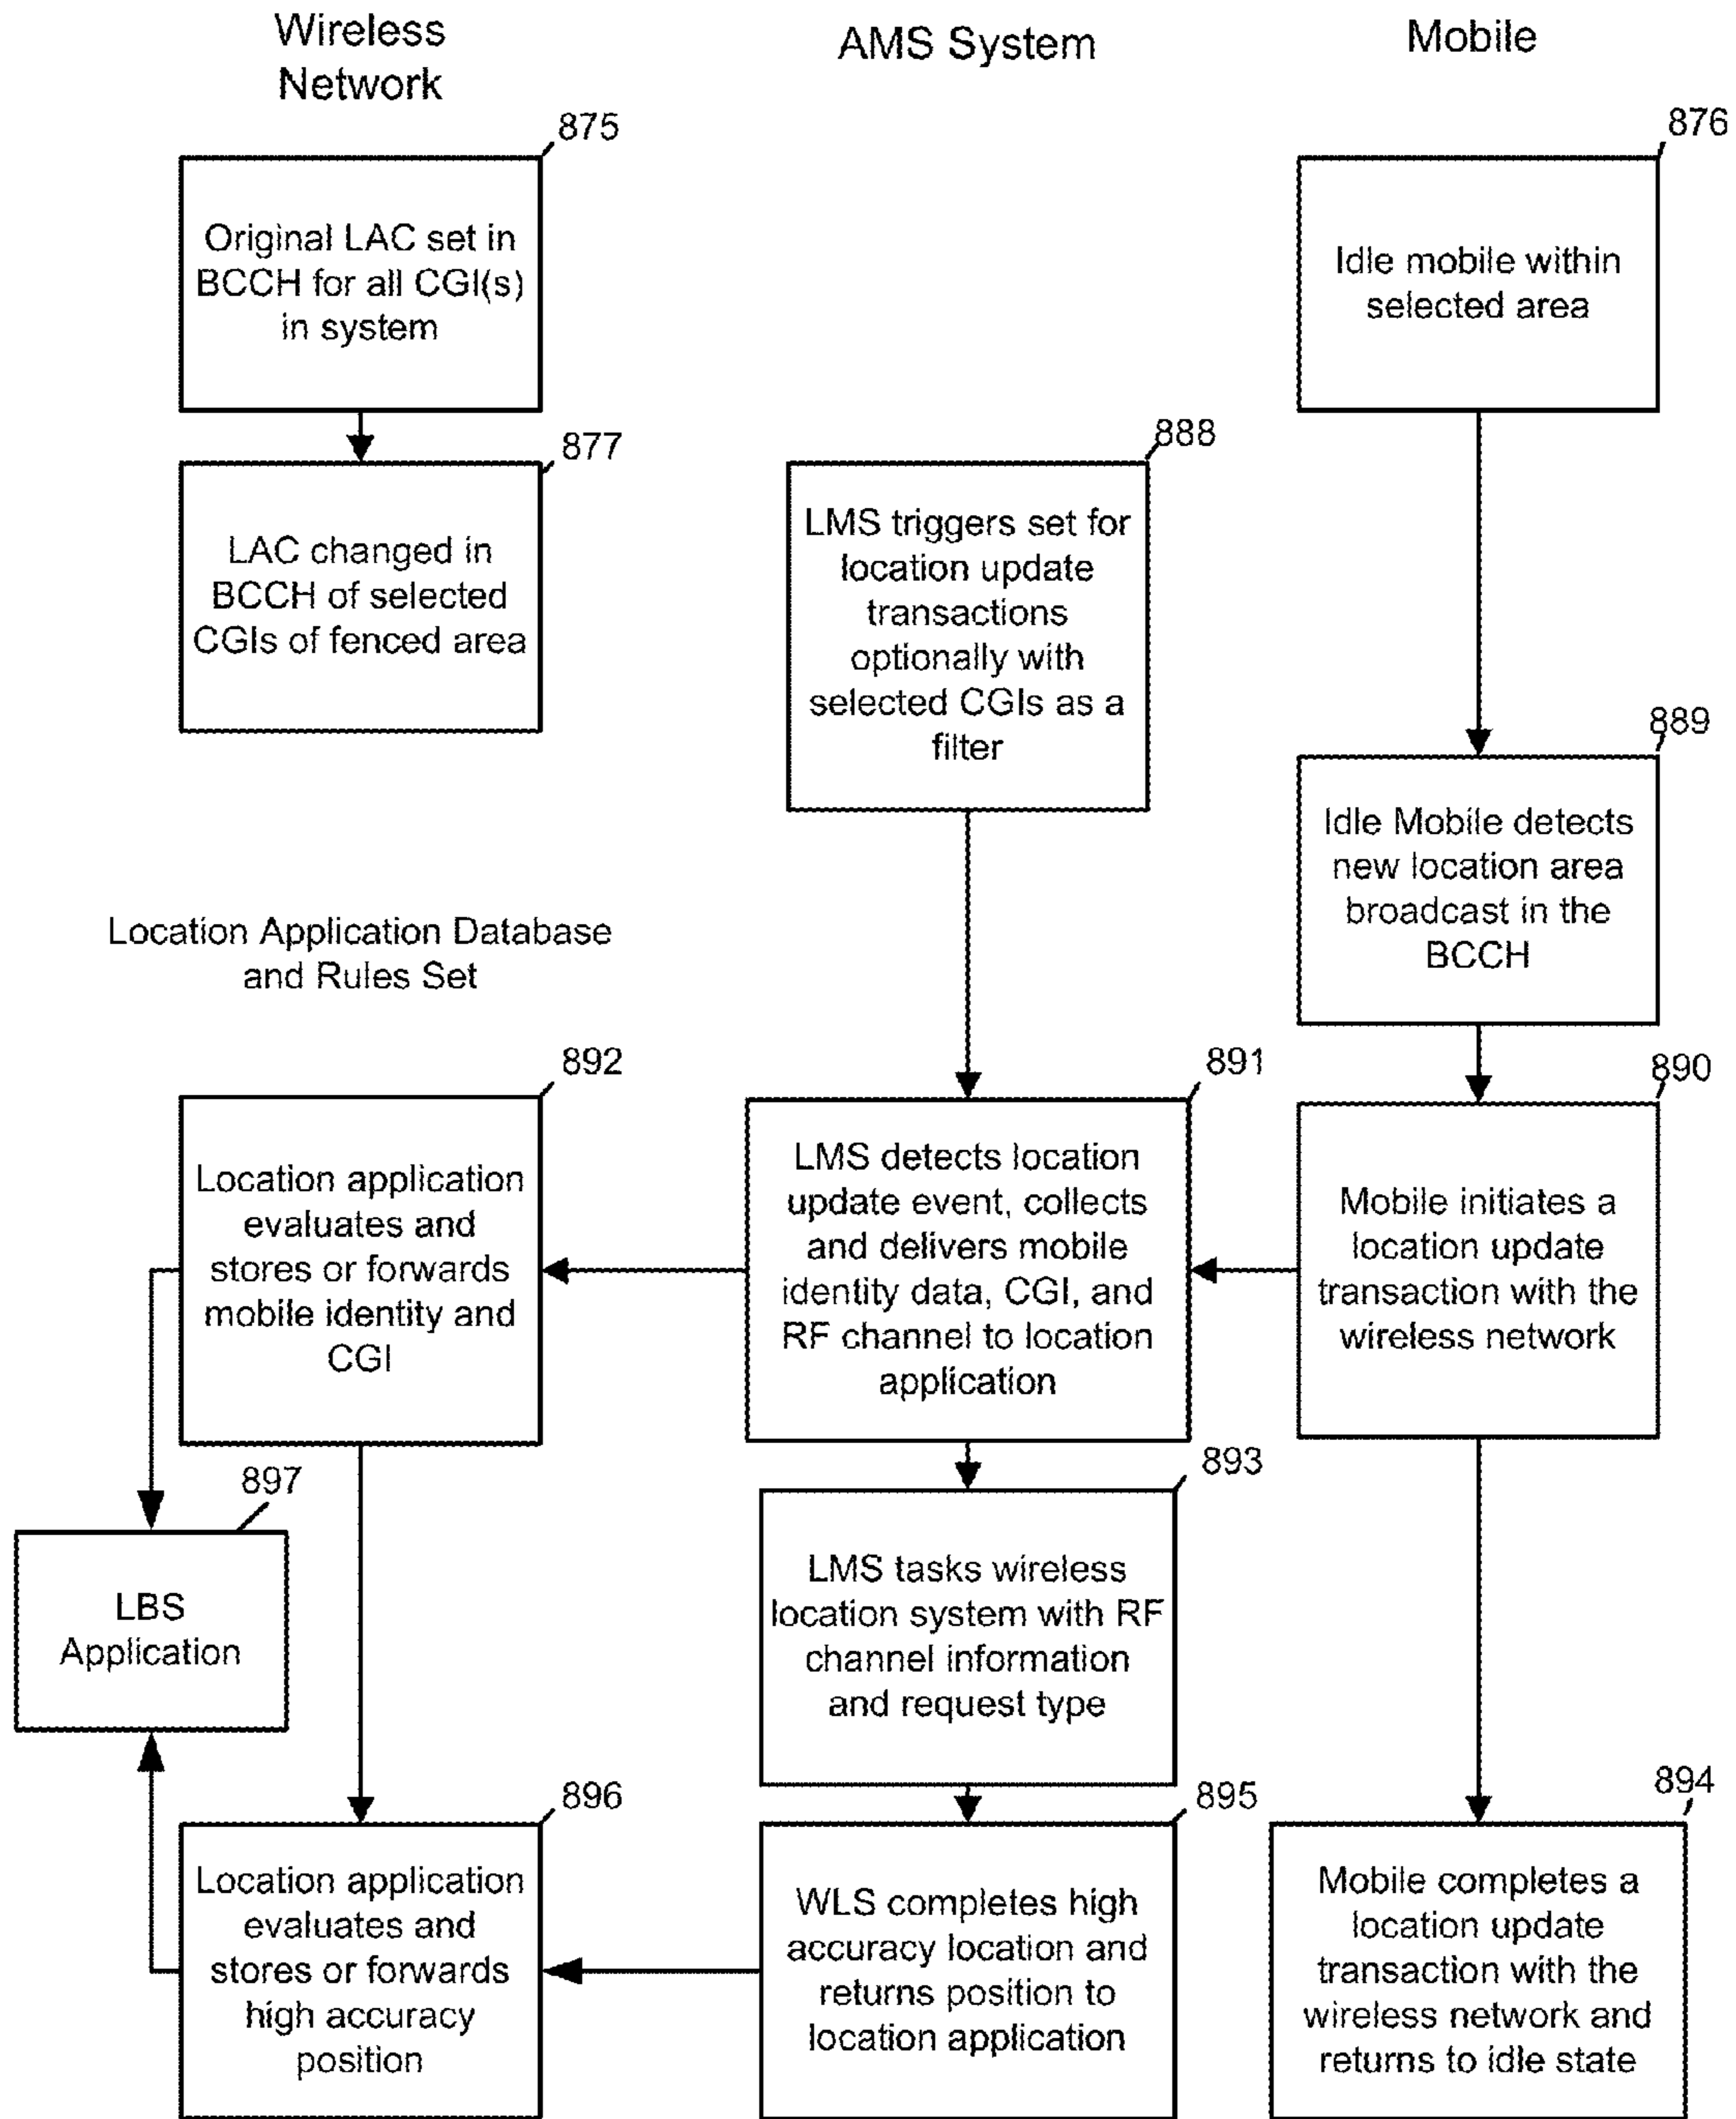 Wireless
Network
AMS System
Mobile
875
Original LAC set in
BCCH for all CGI(s)
in system
876
Idle mobile within
selected area
877
LAC changed in
BCCH of selected
CGIs of fenced area
888
LMS triggers set for
location update
transactions
optionally with
selected CGIs as a
filter
889
Idle Mobile detects
new location area
broadcast in the
BCCH
Location Application Database
and Rules Set
892
Location application
evaluates and
stores or forwards
mobile identity and
CGI
891
LMS detects location
update event, collects
and delivers mobile
identity data, CGI, and
RF channel to location
application
890
Mobile initiates a
location update
transaction with the
wireless network
897
LBS
Application
893
LMS tasks wireless
location system with RF
channel information
and request type
896
Location application
evaluates and
stores or forwards
high accuracy
position
895
WLS completes high
accuracy location and
returns position to
location application
894
Mobile completes a
location update
transaction with the
wireless network and
returns to idle state